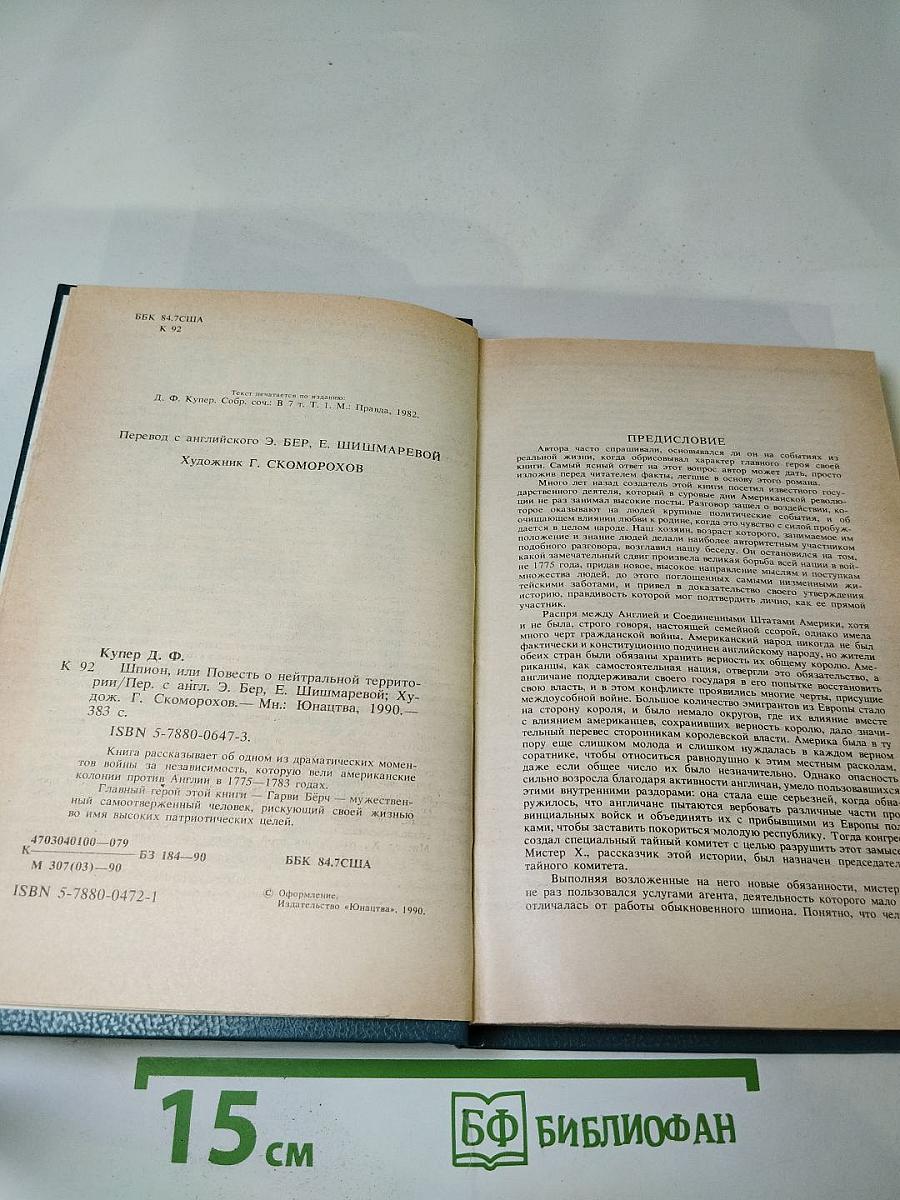 ББК 84.7США
К 92
Текст печатается по изданию:
Д. Ф. Купер. Собр. соч.: В 7 т. Т. 1. М.: Правда, 1982.
Перевод с английского Э. БЕР, Е. ШИШМАРЕВОЙ
Художник Г. СКОМОРОХОВ
Купер Д. Ф.
К 92 Шпион, или Повесть о нейтральной террито-
рии/Пер. с англ. Э. Бер, Е. Шишмаревой; Ху-
дож. Г. Скоморохов.— Мн.: Юнацтва, 1990.—
383 с.
ISBN 5-7880-0647-3.
Книга рассказывает об одном из драматических момен-
тов войны за независимость, которую вели американские
колонии против Англии в 1775—1783 годах.
Главный герой этой книги — Гарви Бёрч — мужествен-
ный самоотверженный человек, рискующий своей жизнью
во имя высоких патриотических целей.
К 4703040100—079
М 307(03)—90 БЗ 184—90
ББК 84.7США
ISBN 5-7880-0472-1
© Оформление.
Издательство «Юнацтва», 1990.
ПРЕДИСЛОВИЕ
Автора часто спрашивали, основывался ли он на событиях из
реальной жизни, когда обрисовывал характер главного героя своей
книги. Самый ясный ответ на этот вопрос автор может дать, просто
изложив перед читателем факты, легшие в основу этого романа.
Много лет назад создатель этой книги посетил известного госу-
дарственного деятеля, который в суровые дни Американской револю-
ции не раз занимал высокие посты. Разговор зашел о воздействии, ко-
торое оказывают на людей крупные политические события, и об
очищающем влиянии любви к родине, когда это чувство с силой пробуж-
дается в целом народе. Наш хозяин, возраст которого, занимаемое им
положение и знание людей делали наиболее авторитетным участником
подобного разговора, возглавил нашу беседу. Он остановился на том,
какой замечательный сдвиг произвела великая борьба всей нации в вой-
не 1775 года, придав новое, высокое направление мыслям и поступкам
множества людей, до этого поглощенных самыми низменными жи-
тейскими заботами, и привел в доказательство своего утверждения
историю, правдивость которой мог подтвердить лично, как ее прямой
участник.
Распря между Англией и Соединенными Штатами Америки, хотя
и не была, строго говоря, настоящей семейной ссорой, однако имела
много черт гражданской войны. Американский народ никогда не был
фактически и конституционно подчинен английскому народу, но жители
обеих стран были обязаны хранить верность их общему королю. Аме-
риканцы, как самостоятельная нация, отвергли это обязательство, а
англичане поддерживали своего государя в его попытке восстановить
свою власть, и в этом конфликте проявились многие черты, присущие
междоусобной войне. Большое количество эмигрантов из Европы стало
на сторону короля, и было немало округов, где их влияние вместе
с влиянием американцев, сохранивших верность королю, дало значи-
тельный перевес сторонникам королевской власти. Америка была в ту
пору еще слишком молода и слишком нуждалась в каждом верном
соратнике, чтобы относиться равнодушно к этим местным расколам,
даже если общее число их было незначительно. Однако опасность
сильно возросла благодаря активности англичан, умело пользовавшихся
этими внутренними раздорами: она стала еще серьезней, когда обна-
ружилось, что англичане пытаются вербовать различные части про-
винциальных войск и объединять их с прибывшими из Европы пол
ками, чтобы заставить покориться молодую республику. Тогда конгрес
создал специальный тайный комитет с целью разрушить этот замысе
Мистер Х., рассказчик этой истории, был назначен председател
тайного комитета.
Выполняя возложенные на него новые обязанности, мистер
не раз пользовался услугами агента, деятельность которого мало
отличалась от работы обыкновенного шпиона. Понятно, что чел
15 см
БФ БИБЛИОФАН